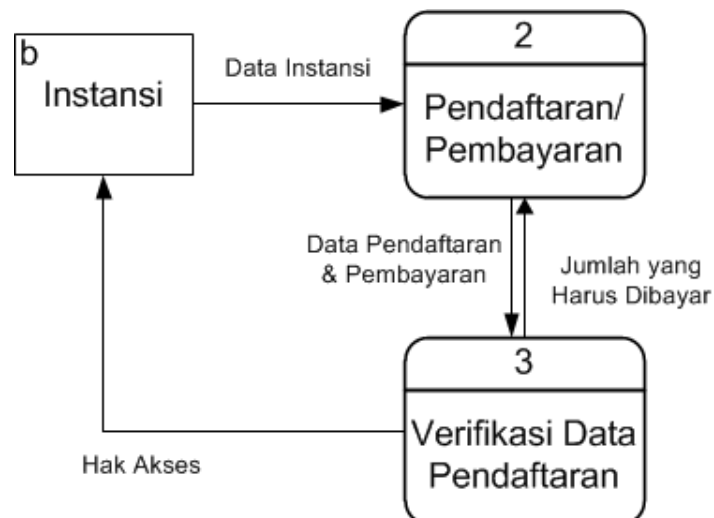 b
Instansi
Data Instansi
2
Pendaftaran/
Pembayaran
Data Pendaftaran
& Pembayaran
Jumlah yang
Harus Dibayar
3
Verifikasi Data
Pendaftaran
Hak Akses